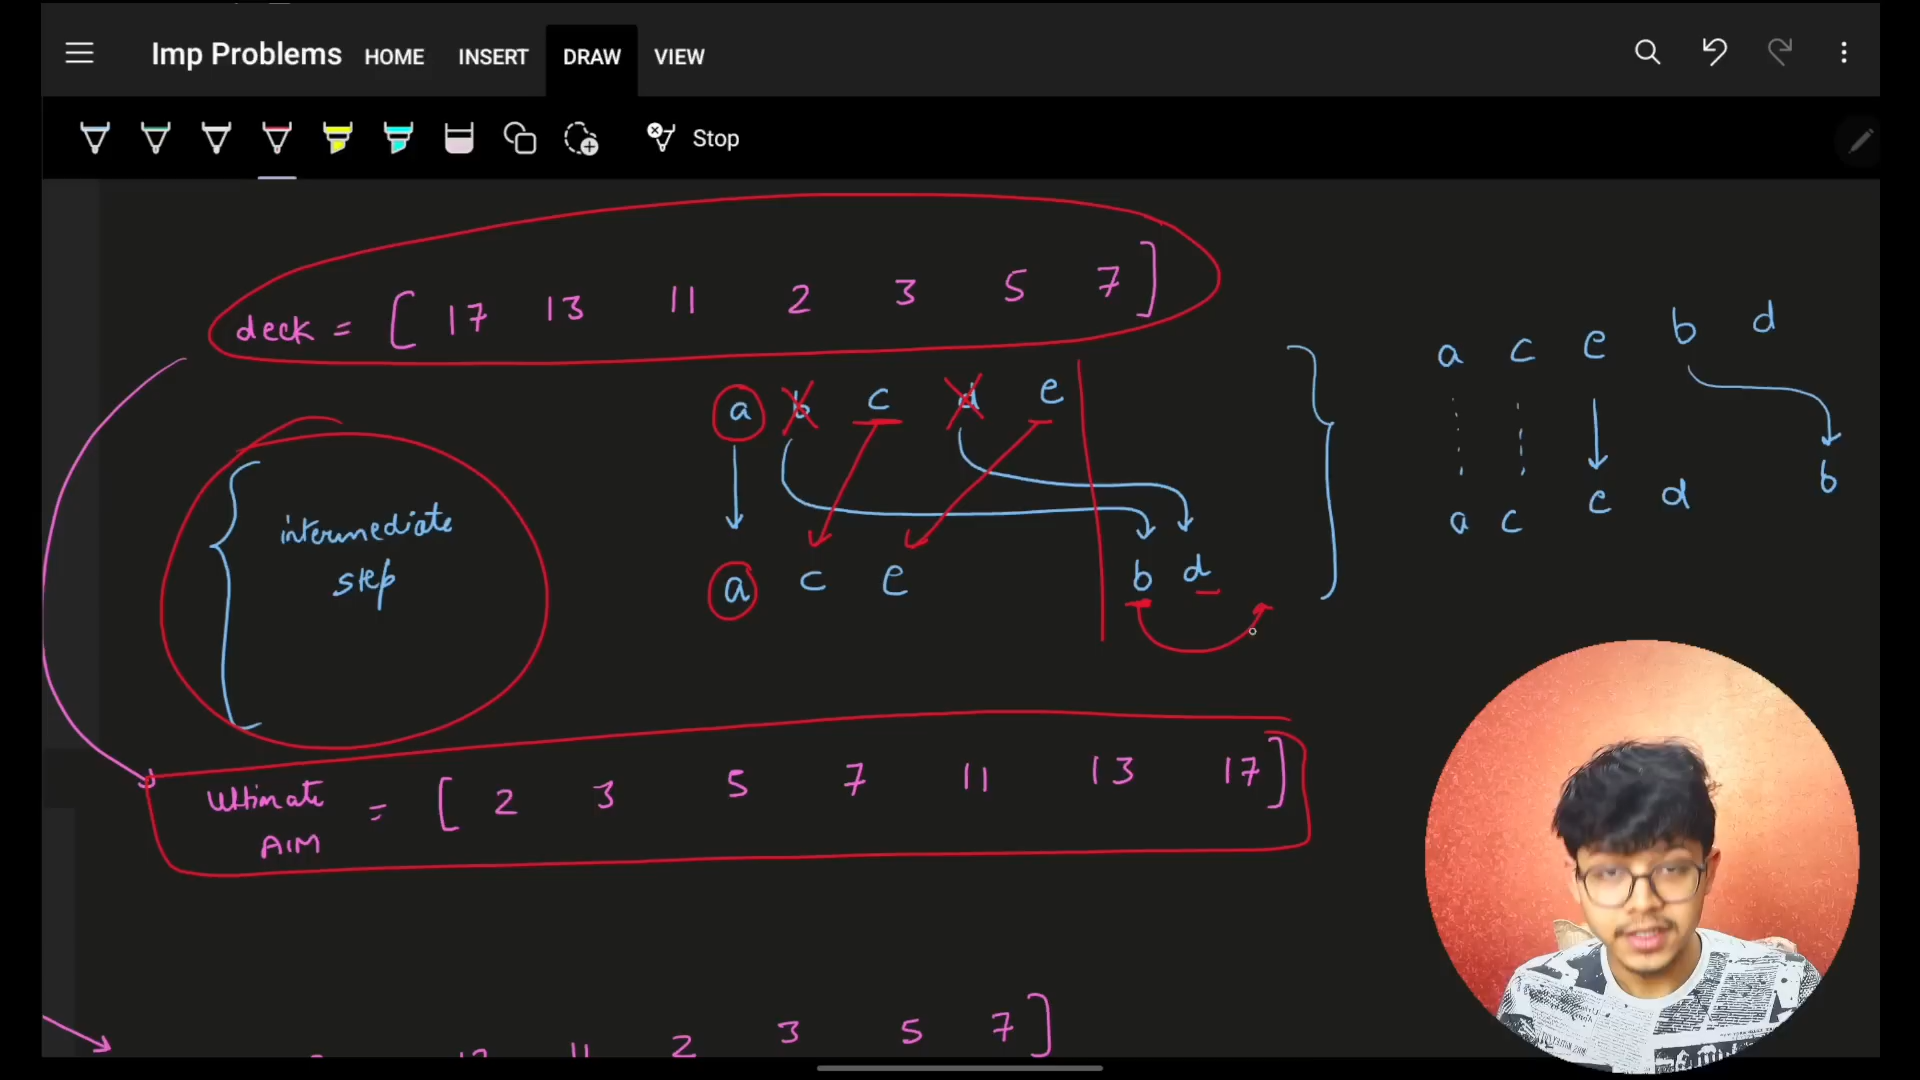 Imp Problems HOME INSERT DRAW VIEW
Stop
deck = [ 17 13 11 2 3 5 7 ]
a c e b d
a b c d e
b
a c e d
intermediate
step
a c e b d
Ultimate
AIM = [ 2 3 5 7 11 13 17 ]
2 3 5 7 ]